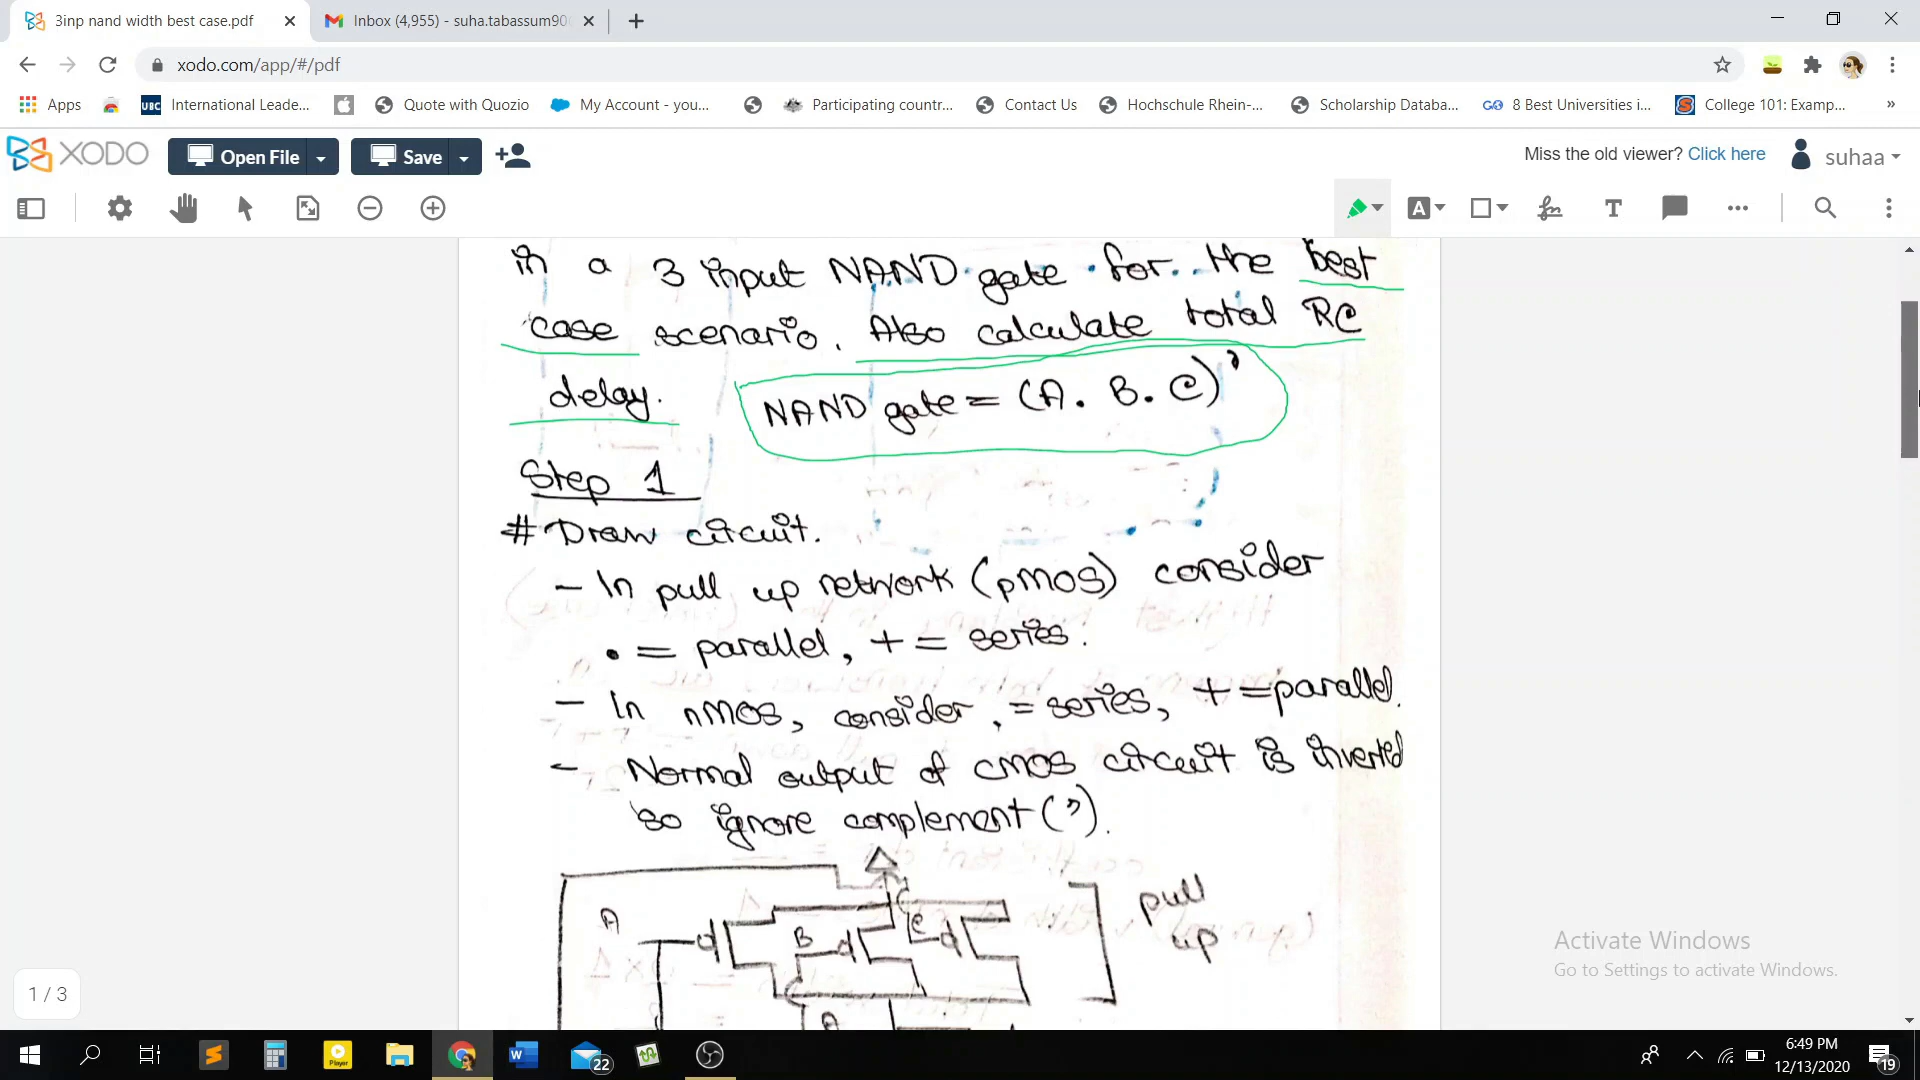 3inp nand width best case.pdf
Inbox (4,955) - suha.tabassum90
xodo.com/app/#/pdf
Apps
UBC
International Leade...
Quote with Quozio
My Account - you...
Participating countr...
Contact Us
Hochschule Rhein-...
Scholarship Databa...
8 Best Universities i...
College 101: Examp...
»
XODO
Open File
Save
Miss the old viewer? Click here
suhaa
in a 3 input NAND gate for the best
case scenario. Also calculate total RC
delay.
NAND gate = (A. B. C)'
Step 1
# Draw circuit.
- In pull up network (pMOS) consider
. = parallel, + = series.
- In nMOS, consider . = series, + = parallel.
- Normal output of CMOS circuit is inverted
so ignore complement (').
A
B
C
pull
up
A
1 / 3
Activate Windows
Go to Settings to activate Windows.
Player
22
6:49 PM
12/13/2020
19